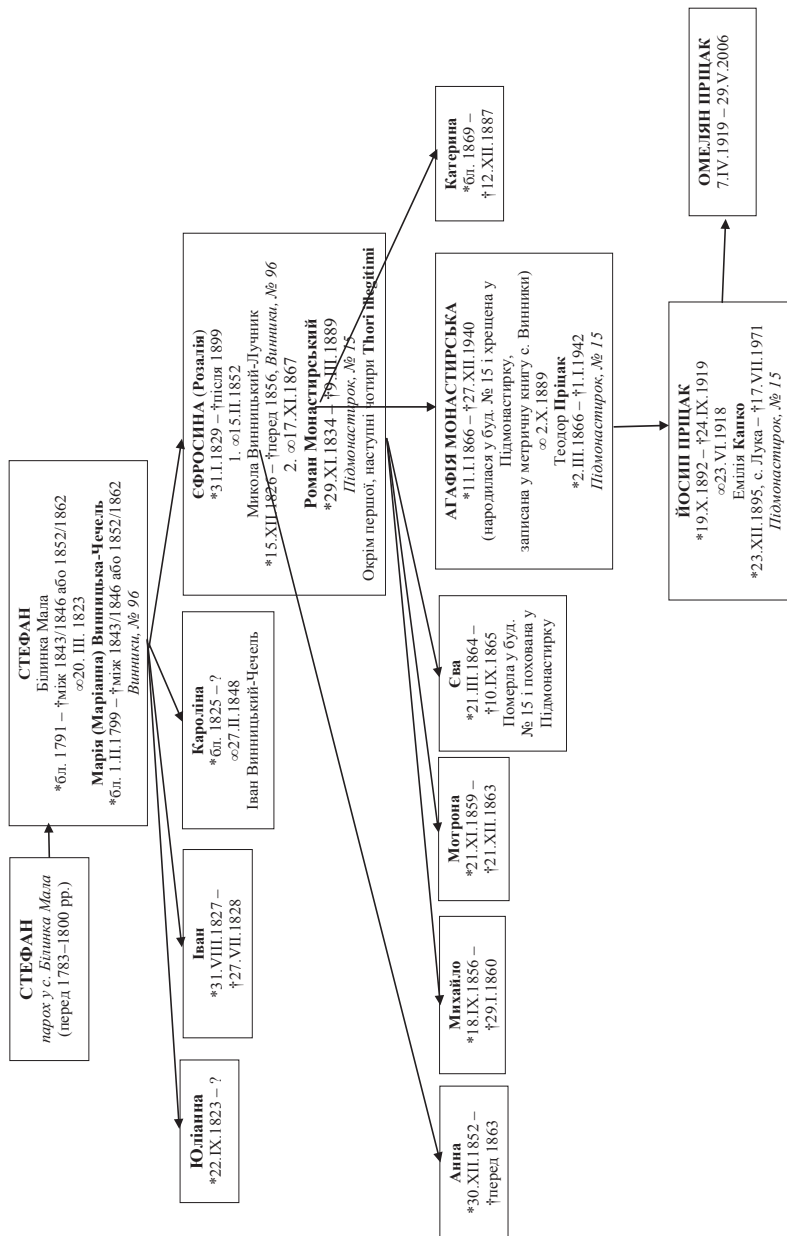 СТЕФАН
парох у с. Білинка Мала
(перед 1783–1800 рр.)
СТЕФАН
Білинка Мала
*бл. 1791 – †між 1843/1846 або 1852/1862
∞20. III. 1823
Марія (Маріанна) Винницька-Чечель
*бл. 1.II.1799 – †між 1843/1846 або 1852/1862
Винники, № 96
Юліанна
*22.IX.1823 – ?
Іван
*31.VIII.1827 –
†27.VII.1828
Кароліна
*бл. 1825 – ?
∞27.II.1848
Іван Винницький-Чечель
ЄФРОСИНА (Розалія)
*31.I.1829 – †після 1899
1. ∞15.II.1852
Микола Винницький-Лучник
*15.XII.1826 – †перед 1856, Винники, № 96
2. ∞17.XI.1867
Роман Монастирський
*29.XI.1834 – †9.III.1889
Підмонастирок, № 15
Окрім першої, наступні чотири Thori illegitimi
Анна
*30.XII.1852 –
†перед 1863
Михайло
*18.IX.1856 –
†29.I.1860
Мотрона
*21.XI.1859 –
†21.XII.1863
Єва
*21.III.1864 –
†10.IX.1865
Померла у буд.
№ 15 і похована у
Підмонастирку
АГАФІЯ МОНАСТИРСЬКА
*11.I.1866 – †27.XII.1940
(народилася у буд. № 15 і хрещена у
Підмонастирку,
записана у метричну книгу с. Винники)
∞ 2.X. 1889
Теодор Пріцак
*2.III.1866 – †1.I.1942
Підмонастирок, № 15
Катерина
*бл. 1869 –
†12.XII.1887
ЙОСИП ПРІЦАК
*19.X.1892 – †24.IX.1919
∞23.VI.1918
Емілія Капко
*23.XII.1895, с. Лука – †17.VII.1971
Підмонастирок, № 15
ОМЕЛЯН ПРІЦАК
7.IV.1919 – 29.V.2006